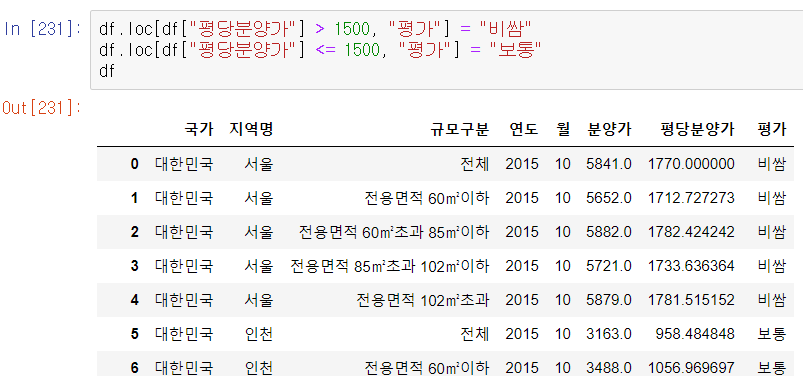 In [231]: df.loc[df["평당분양가"] > 1500, "평가"] = "비쌈"
df.loc[df["평당분양가"] <= 1500, "평가"] = "보통"
df
Out[231]:
국가 지역명 규모구분 연도 월 분양가 평당분양가 평가
0 대한민국 서울 전체 2015 10 5841.0 1770.000000 비쌈
1 대한민국 서울 전용면적 60㎡이하 2015 10 5652.0 1712.727273 비쌈
2 대한민국 서울 전용면적 60㎡초과 85㎡이하 2015 10 5882.0 1782.424242 비쌈
3 대한민국 서울 전용면적 85㎡초과 102㎡이하 2015 10 5721.0 1733.636364 비쌈
4 대한민국 서울 전용면적 102㎡초과 2015 10 5879.0 1781.515152 비쌈
5 대한민국 인천 전체 2015 10 3163.0 958.484848 보통
6 대한민국 인천 전용면적 60㎡이하 2015 10 3488.0 1056.969697 보통